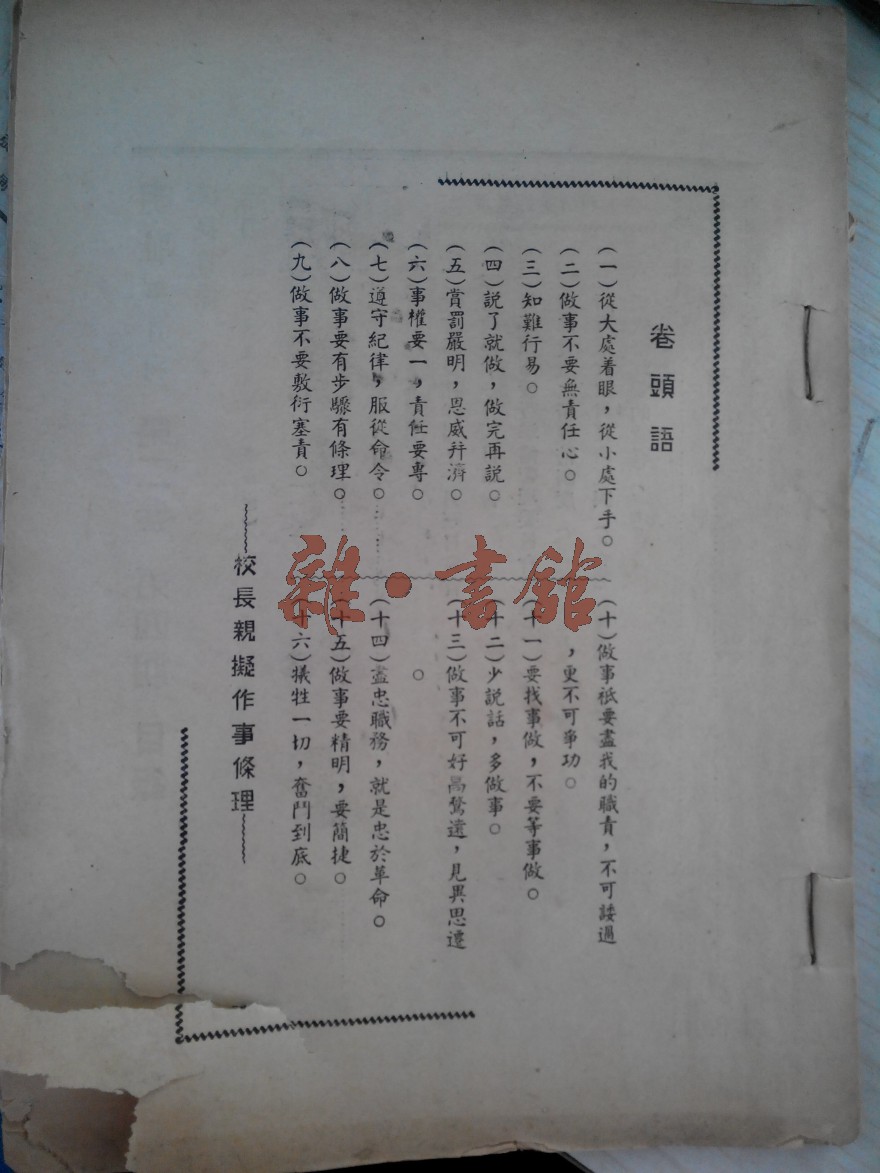 卷頭語
(一)從大處着眼,從小處下手。
(二)做事不要無責任心。
(三)知難行易。
(四)說了就做,做完再說。
(五)賞罰嚴明,恩威幷濟。
(六)事權要一,責任要專。
(七)遵守紀律,服從命令。
(八)做事要有步驟有條理。
(九)做事不要敷衍塞責。
(十)做事祇要盡我的職責,不可諉過
,更不可爭功。
(十一)要找事做,不要等事做。
(十二)少說話,多做事。
(十三)做事不可好高騖遠,見異思遷
。
(十四)盡忠職務,就是忠於革命。
(十五)做事要精明,要簡捷。
(十六)犠牲一切,奮鬥到底。
校長親擬作事條理
雜·書館